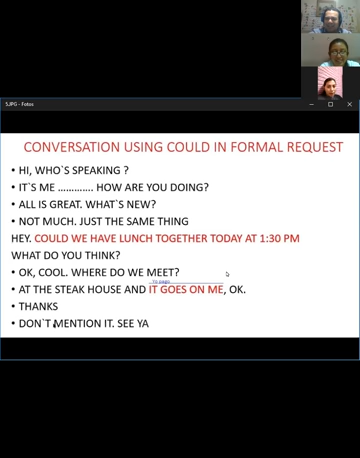 5.JPG - Fotos
CONVERSATION USING COULD IN FORMAL REQUEST
• HI, WHO`S SPEAKING ?
• IT`S ME …………. HOW ARE YOU DOING?
• ALL IS GREAT. WHAT`S NEW?
• NOT MUCH. JUST THE SAME THING
HEY. COULD WE HAVE LUNCH TOGETHER TODAY AT 1:30 PM
WHAT DO YOU THINK?
• OK, COOL. WHERE DO WE MEET?
YO PAGO
• AT THE STEAK HOUSE AND IT GOES ON ME, OK.
• THANKS
• DON`T MENTION IT. SEE YA